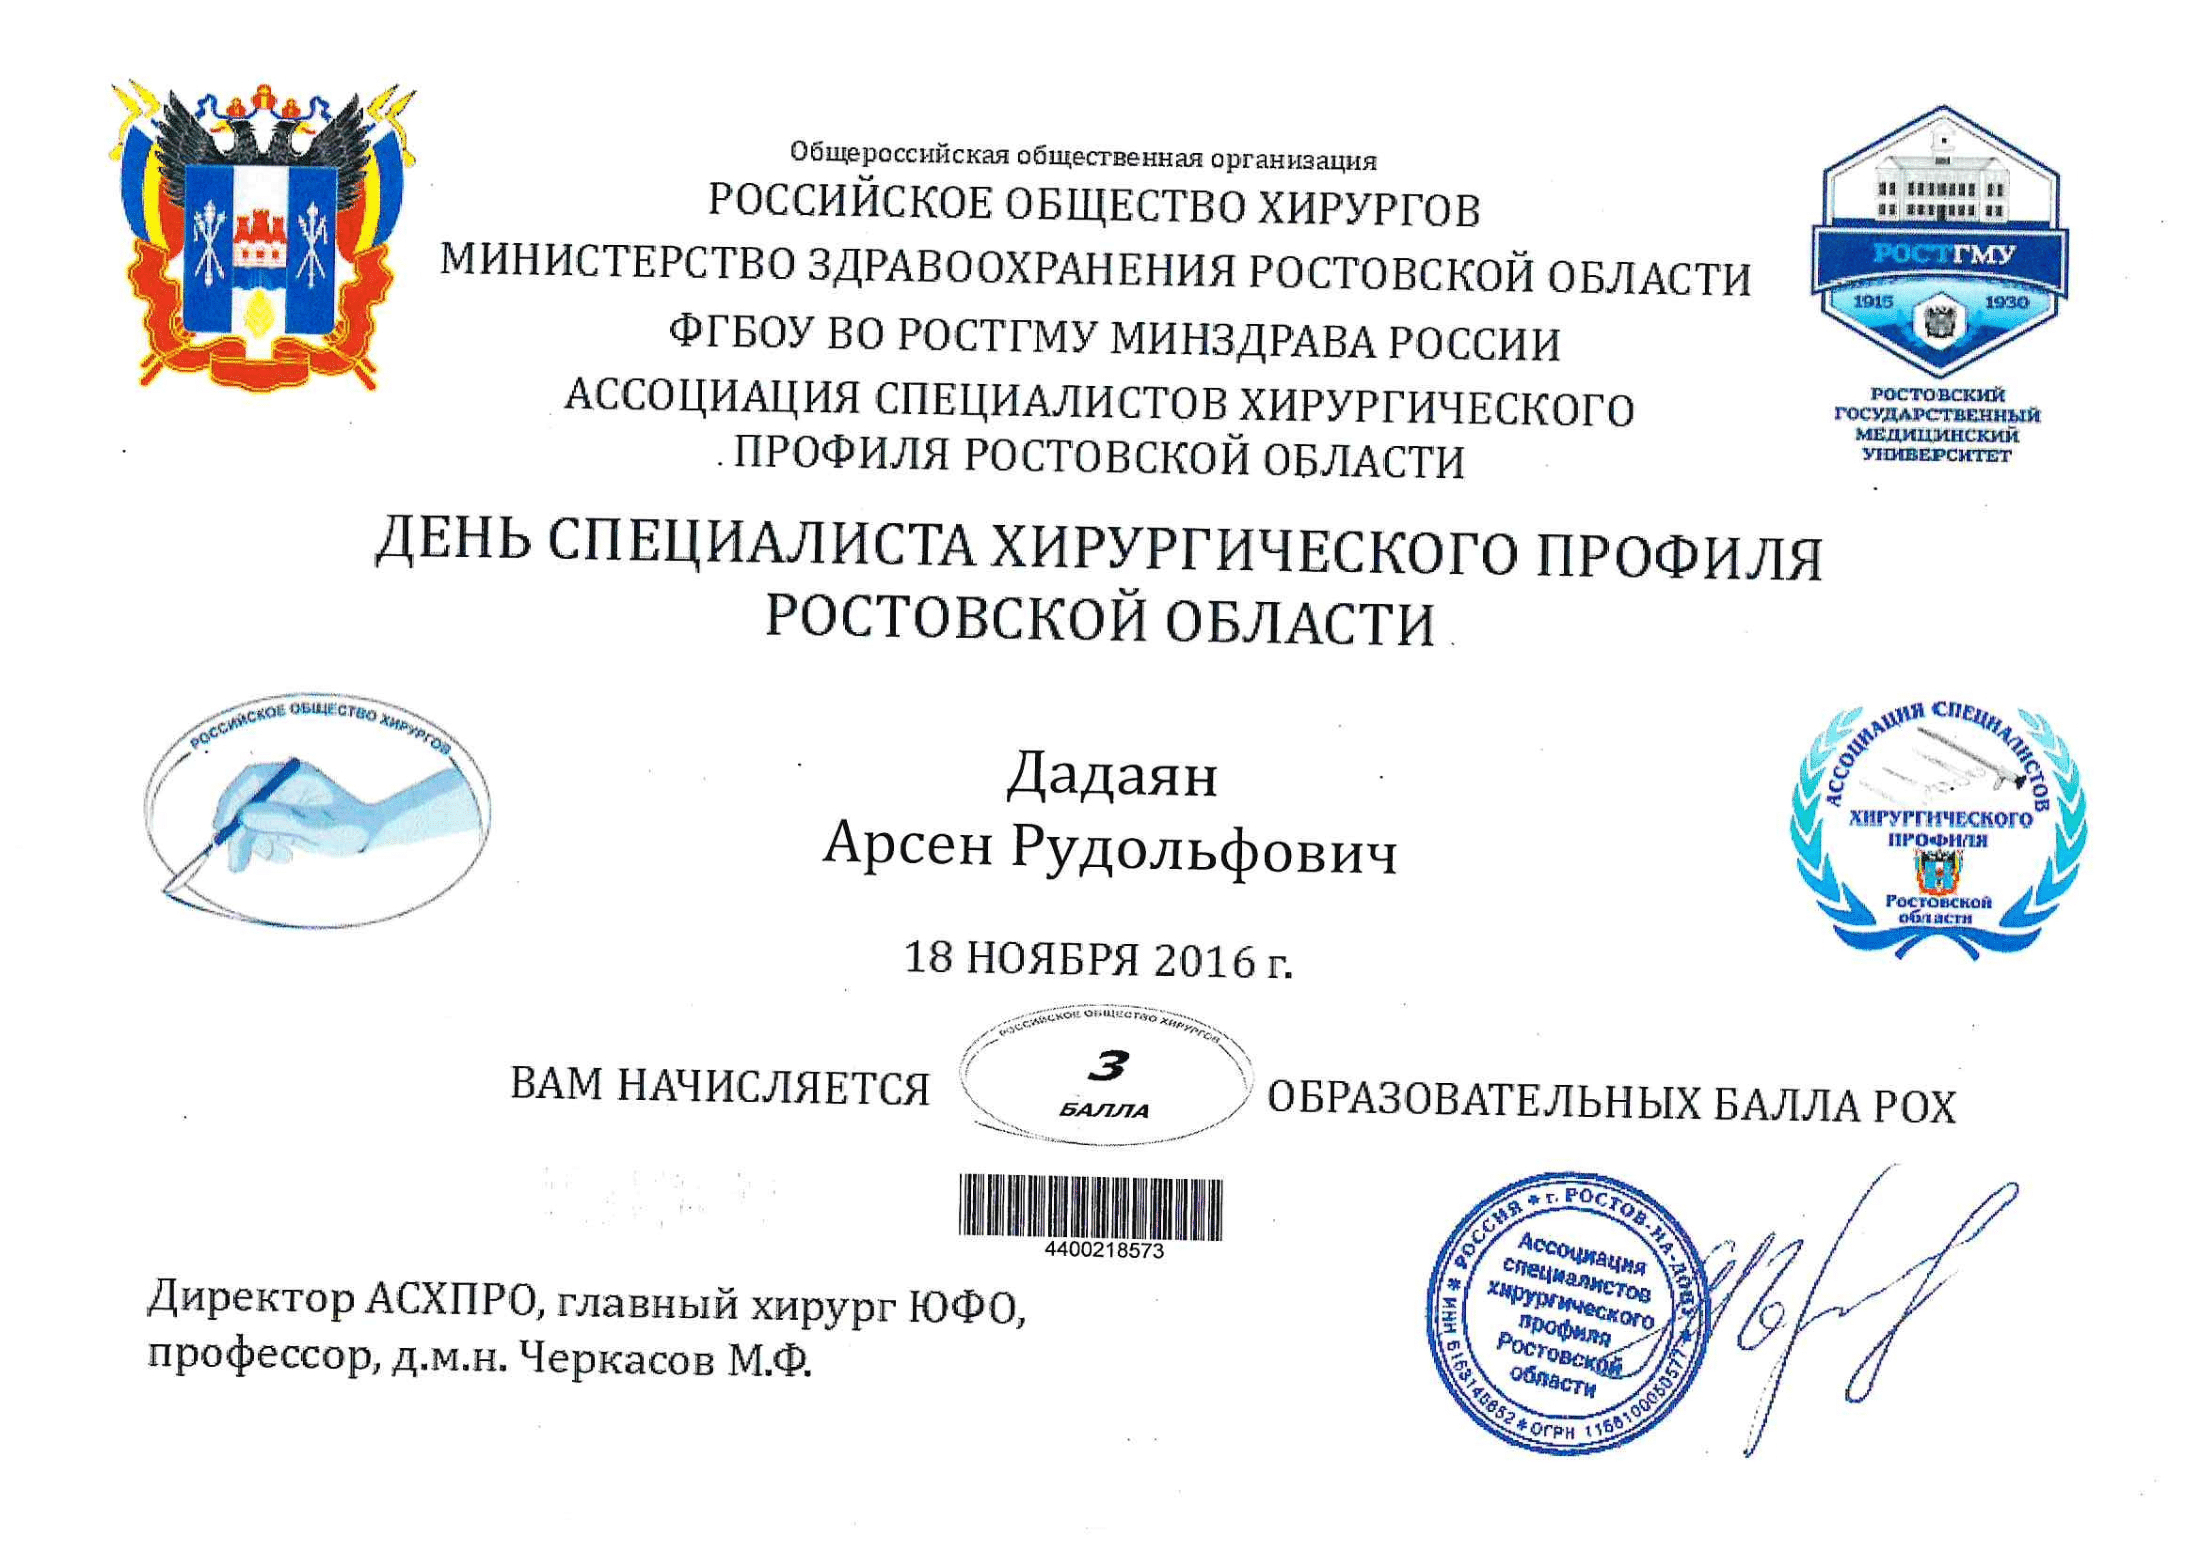 Общероссийская общественная организация
РОССИЙСКОЕ ОБЩЕСТВО ХИРУРГОВ
МИНИСТЕРСТВО ЗДРАВООХРАНЕНИЯ РОСТОВСКОЙ ОБЛАСТИ
ФГБОУ ВО РОСТГМУ МИНЗДРАВА РОССИИ
АССОЦИАЦИЯ СПЕЦИАЛИСТОВ ХИРУРГИЧЕСКОГО
ПРОФИЛЯ РОСТОВСКОЙ ОБЛАСТИ
РОСТГМУ
1915 1930
РОСТОВСКИЙ
ГОСУДАРСТВЕННЫЙ
МЕДИЦИНСКИЙ
УНИВЕРСИТЕТ
ДЕНЬ СПЕЦИАЛИСТА ХИРУРГИЧЕСКОГО ПРОФИЛЯ
РОСТОВСКОЙ ОБЛАСТИ
РОССИЙСКОЕ ОБЩЕСТВО ХИРУРГОВ
Дадаян
Арсен Рудольфович
АССОЦИАЦИЯ СПЕЦИАЛИСТОВ
ХИРУРГИЧЕСКОГО
ПРОФИЛЯ
Ростовской
области
18 НОЯБРЯ 2016 г.
РОССИЙСКОЕ ОБЩЕСТВО ХИРУРГОВ
ВАМ НАЧИСЛЯЕТСЯ 3 БАЛЛА ОБРАЗОВАТЕЛЬНЫХ БАЛЛА РОХ
4400218573
Директор АСХПРО, главный хирург ЮФО,
профессор, д.м.н. Черкасов М.Ф.
* РОССИЯ * г. РОСТОВ-НА-ДОНУ *
Ассоциация
специалистов
хирургического
профиля
Ростовской
области
ИНН 6163145652 * ОГРН